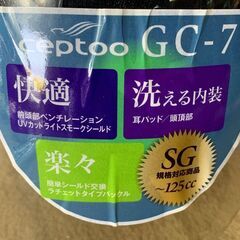 ceptoo GC-7
快適
前頭部ベンチレーション
UVカットライトスモークシールド
洗える内装
耳パッド/頭頂部
楽々
簡単シールド交換
ラチェットタイプバックル
SG
規格対応商品
~125cc